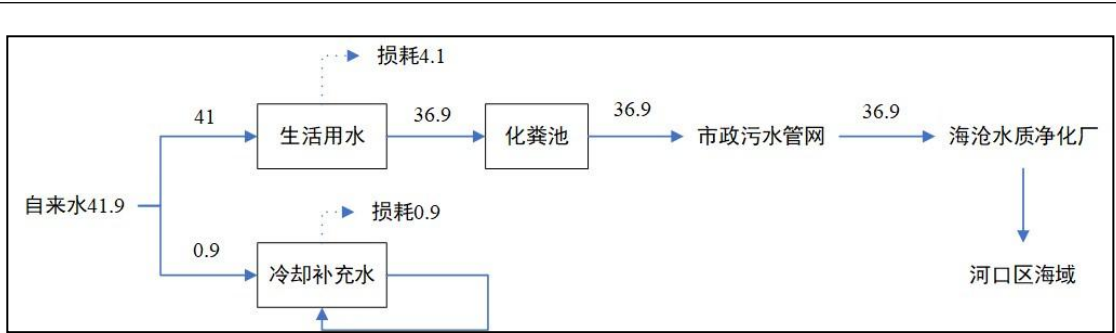 损耗4.1
41
生活用水
36.9
化粪池
36.9
市政污水管网
36.9
海沧水质净化厂
自来水41.9
损耗0.9
0.9
冷却补充水
河口区海域